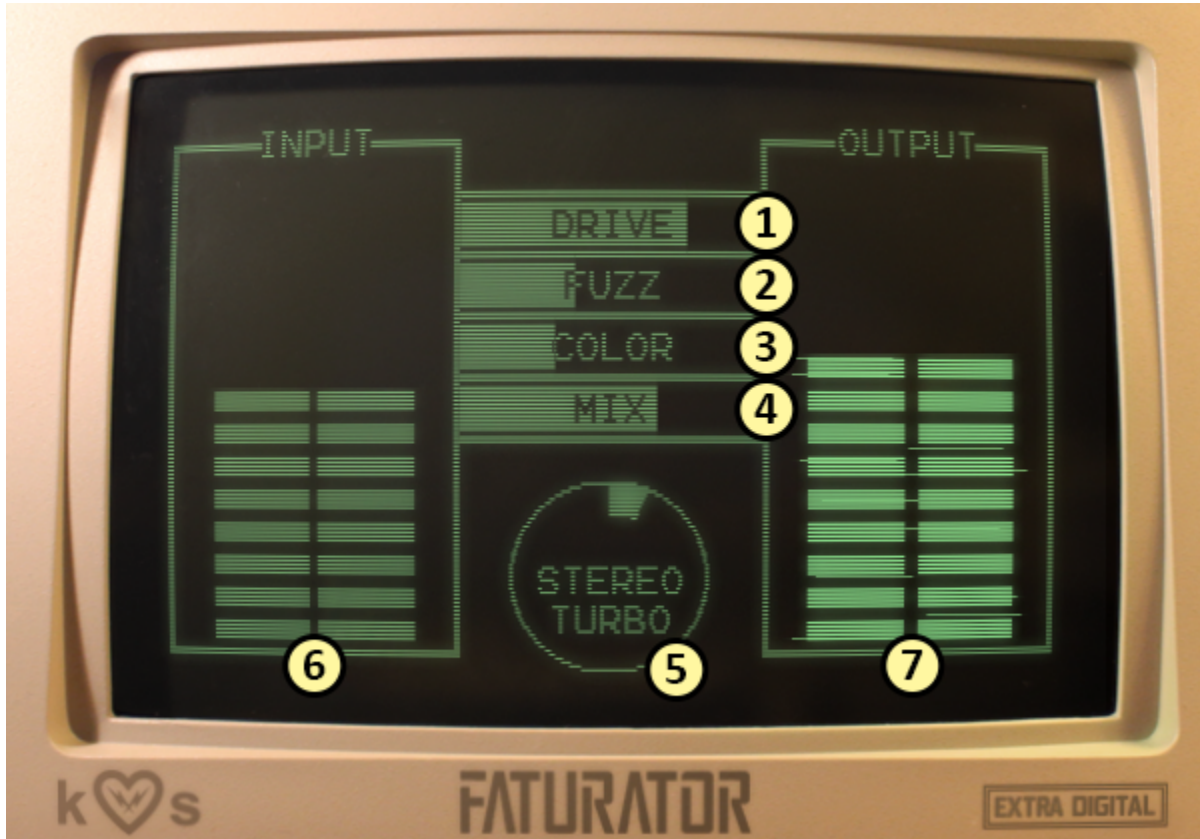 INPUT
OUTPUT
DRIVE
1
FUZZ
2
COLOR
3
MIX
4
STEREO
TURBO
5
6
7
k s
FATURATOR
EXTRA DIGITAL